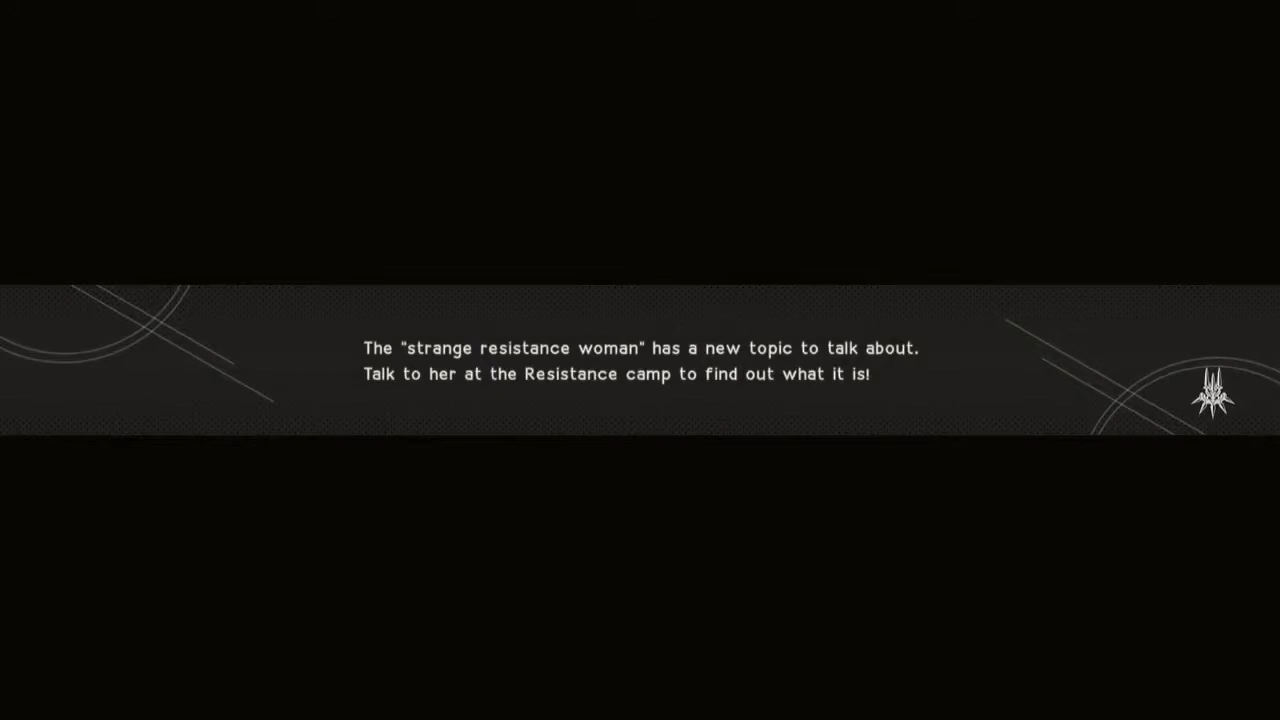 The "strange resistance woman" has a new topic to talk about.
Talk to her at the Resistance camp to find out what it is!